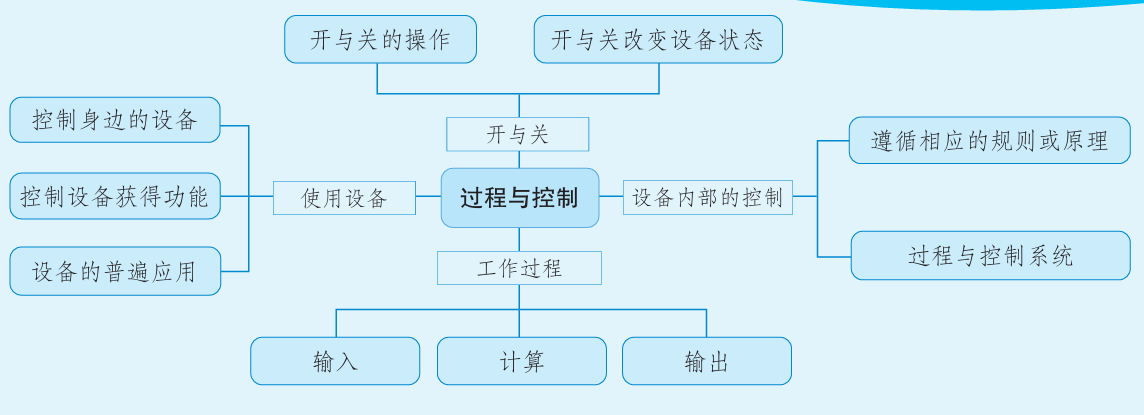 开与关的操作
开与关改变设备状态
控制身边的设备
开与关
遵循相应的规则或原理
控制设备获得功能
使用设备
过程与控制
设备内部的控制
设备的普遍应用
工作过程
过程与控制系统
输入
计算
输出